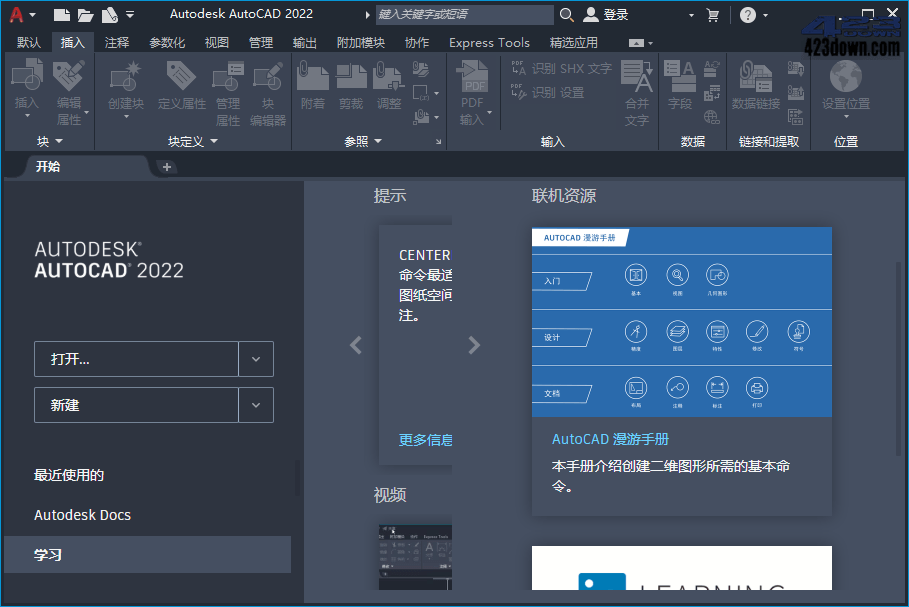 Autodesk AutoCAD 2022
键入关键字或短语
登录
423down.com
默认 插入 注释 参数化 视图 管理 输出 附加模块 协作 Express Tools 精选应用
插入
编辑
属性
创建块
定义属性
管理
属性
块
编辑器
附着
剪裁
调整
PDF
输入
PDF 识别 SHX 文字
PDF 识别 设置
合并
文字
字段
数据链接
设置位置
块 块定义 参照 输入 数据 链接和提取 位置
开始
AUTODESK®
AUTOCAD® 2022
打开...
新建
最近使用的
Autodesk Docs
学习
提示
CENTER
命令最适
图纸空间
注。
更多信息
视频
联机资源
AUTOCAD 漫游手册
入门
基本 视图 几何图形
设计
精度 图层 特性 修改 符号
文档
布局 注释 标注 打印
AutoCAD 漫游手册
本手册介绍创建二维图形所需的基本命
令。
LEARNING